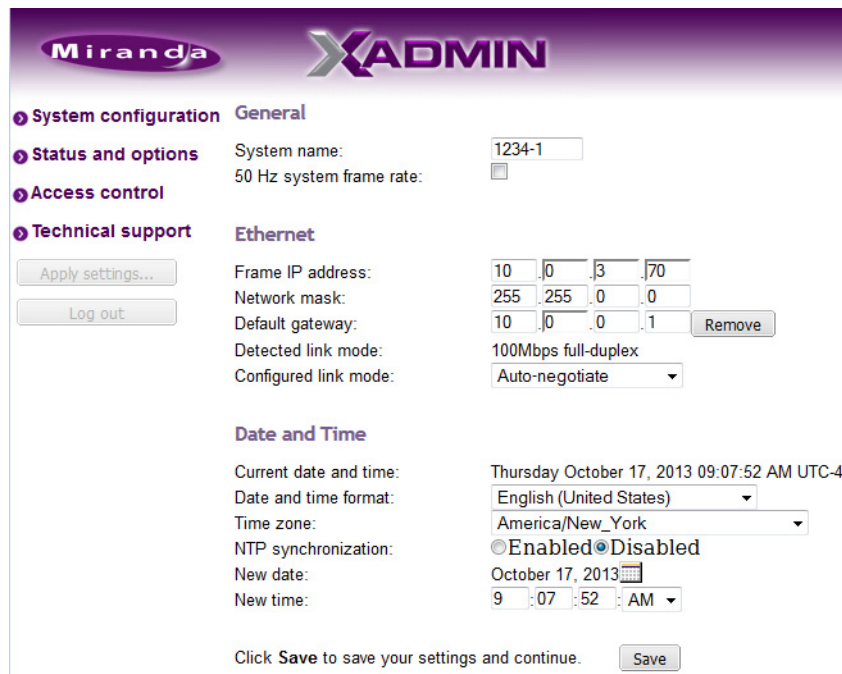 Miranda
XADMIN
System configuration
Status and options
Access control
Technical support
Apply settings...
Log out
General
System name: 1234-1
50 Hz system frame rate:
Ethernet
Frame IP address: 10 .0 .3 .70
Network mask: 255 .255 .0 .0
Default gateway: 10 .0 .0 .1 Remove
Detected link mode: 100Mbps full-duplex
Configured link mode: Auto-negotiate
Date and Time
Current date and time: Thursday October 17, 2013 09:07:52 AM UTC-4
Date and time format: English (United States)
Time zone: America/New_York
NTP synchronization: Enabled Disabled
New date: October 17, 2013
New time: 9 :07 :52 : AM
Click Save to save your settings and continue. Save